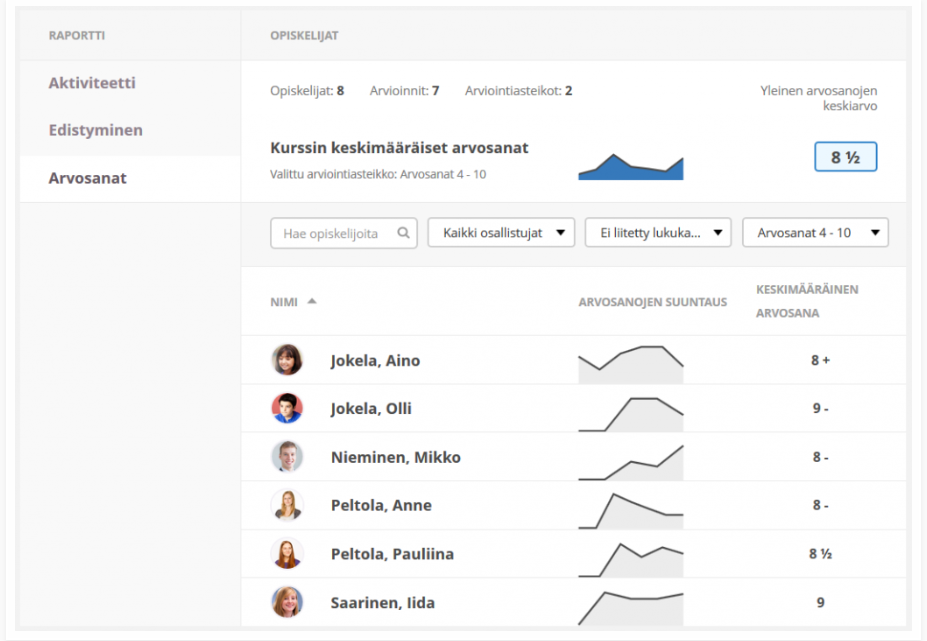 RAPORTTI
OPISKELIJAT
Aktiviteetti
Edistyminen
Arvosanat
Opiskelijat: 8 Arvioinnit: 7 Arviointiasteikot: 2
Yleinen arvosanojen
keskiarvo
Kurssin keskimääräiset arvosanat
Valittu arviointiasteikko: Arvosanat 4 - 10
8 ½
Hae opiskelijoita
Kaikki osallistujat
Ei liitetty lukuka...
Arvosanat 4 - 10
NIMI
ARVOSANOJEN SUUNTAUS
KESKIMÄÄRÄINEN
ARVOSANA
Jokela, Aino 8 +
Jokela, Olli 9 -
Nieminen, Mikko 8 -
Peltola, Anne 8 -
Peltola, Pauliina 8 ½
Saarinen, Iida 9